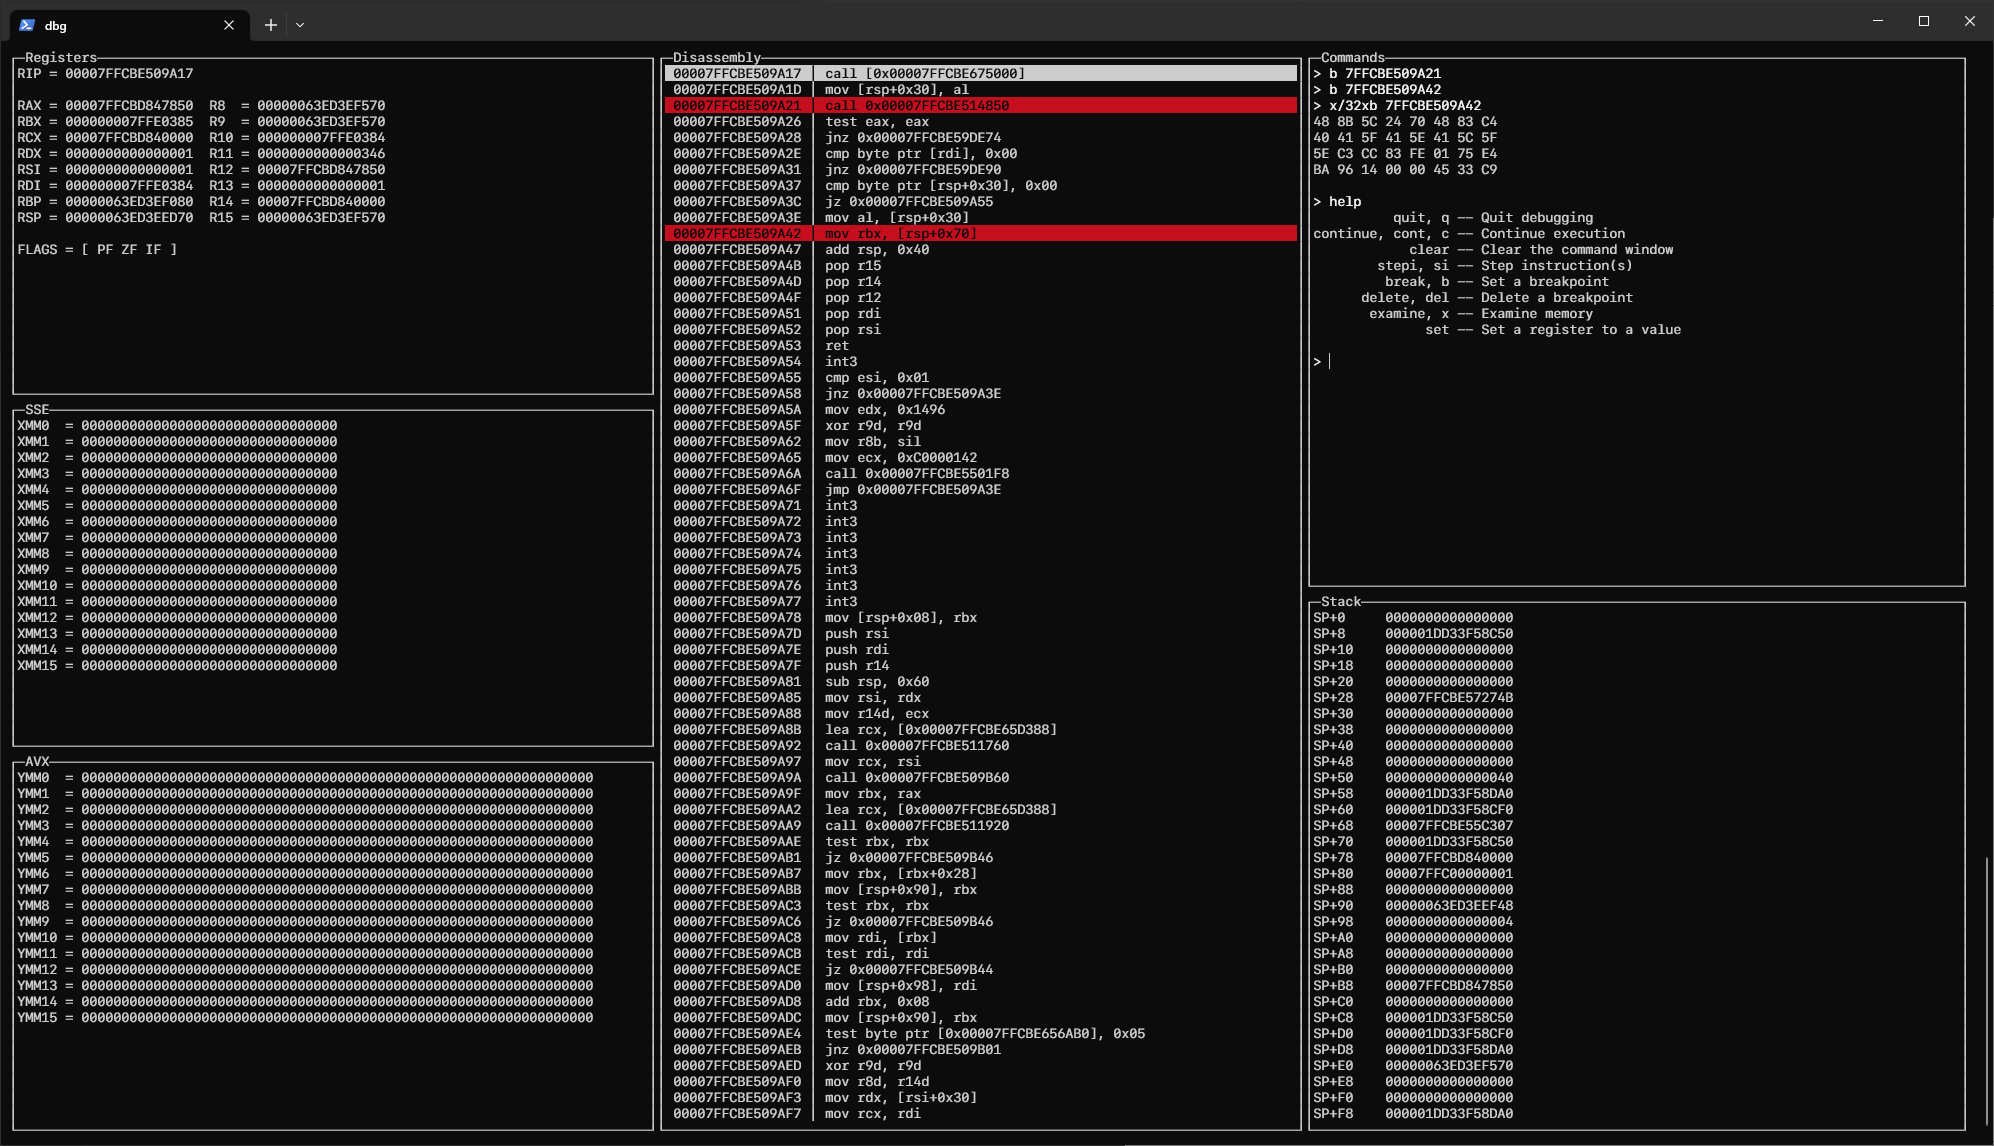 dbg
Registers
RIP = 00007FFCBE509A17
RAX = 00007FFCBD847850  R8  = 00000063ED3EF570
RBX = 000000007FFE0385  R9  = 00000063ED3EF570
RCX = 00007FFCBD840000  R10 = 000000007FFE0384
RDX = 0000000000000001  R11 = 0000000000000346
RSI = 0000000000000001  R12 = 00007FFCBD847850
RDI = 000000007FFE0384  R13 = 0000000000000001
RBP = 00000063ED3EF080  R14 = 00007FFCBD840000
RSP = 00000063ED3EED70  R15 = 00000063ED3EF570
FLAGS = [ PF ZF IF ]
SSE
XMM0  = 00000000000000000000000000000000
XMM1  = 00000000000000000000000000000000
XMM2  = 00000000000000000000000000000000
XMM3  = 00000000000000000000000000000000
XMM4  = 00000000000000000000000000000000
XMM5  = 00000000000000000000000000000000
XMM6  = 00000000000000000000000000000000
XMM7  = 00000000000000000000000000000000
XMM8  = 00000000000000000000000000000000
XMM9  = 00000000000000000000000000000000
XMM10 = 00000000000000000000000000000000
XMM11 = 00000000000000000000000000000000
XMM12 = 00000000000000000000000000000000
XMM13 = 00000000000000000000000000000000
XMM14 = 00000000000000000000000000000000
XMM15 = 00000000000000000000000000000000
AVX
YMM0  = 0000000000000000000000000000000000000000000000000000000000000000
YMM1  = 0000000000000000000000000000000000000000000000000000000000000000
YMM2  = 0000000000000000000000000000000000000000000000000000000000000000
YMM3  = 0000000000000000000000000000000000000000000000000000000000000000
YMM4  = 0000000000000000000000000000000000000000000000000000000000000000
YMM5  = 0000000000000000000000000000000000000000000000000000000000000000
YMM6  = 0000000000000000000000000000000000000000000000000000000000000000
YMM7  = 0000000000000000000000000000000000000000000000000000000000000000
YMM8  = 0000000000000000000000000000000000000000000000000000000000000000
YMM9  = 0000000000000000000000000000000000000000000000000000000000000000
YMM10 = 0000000000000000000000000000000000000000000000000000000000000000
YMM11 = 0000000000000000000000000000000000000000000000000000000000000000
YMM12 = 0000000000000000000000000000000000000000000000000000000000000000
YMM13 = 0000000000000000000000000000000000000000000000000000000000000000
YMM14 = 0000000000000000000000000000000000000000000000000000000000000000
YMM15 = 0000000000000000000000000000000000000000000000000000000000000000
Disassembly
00007FFCBE509A17 | call [0x00007FFCBE675000]
00007FFCBE509A1D | mov [rsp+0x30], al
00007FFCBE509A21 | call 0x00007FFCBE514850
00007FFCBE509A26 | test eax, eax
00007FFCBE509A28 | jnz 0x00007FFCBE59DE74
00007FFCBE509A2E | cmp byte ptr [rdi], 0x00
00007FFCBE509A31 | jnz 0x00007FFCBE59DE90
00007FFCBE509A37 | cmp byte ptr [rsp+0x30], 0x00
00007FFCBE509A3C | jz 0x00007FFCBE509A55
00007FFCBE509A3E | mov al, [rsp+0x30]
00007FFCBE509A42 | mov rbx, [rsp+0x70]
00007FFCBE509A47 | add rsp, 0x40
00007FFCBE509A4B | pop r15
00007FFCBE509A4D | pop r14
00007FFCBE509A4F | pop r12
00007FFCBE509A51 | pop rdi
00007FFCBE509A52 | pop rsi
00007FFCBE509A53 | ret
00007FFCBE509A54 | int3
00007FFCBE509A55 | cmp esi, 0x01
00007FFCBE509A58 | jnz 0x00007FFCBE509A3E
00007FFCBE509A5A | mov edx, 0x1496
00007FFCBE509A5F | xor r9d, r9d
00007FFCBE509A62 | mov r8b, sil
00007FFCBE509A65 | mov ecx, 0xC0000142
00007FFCBE509A6A | call 0x00007FFCBE5501F8
00007FFCBE509A6F | jmp 0x00007FFCBE509A3E
00007FFCBE509A71 | int3
00007FFCBE509A72 | int3
00007FFCBE509A73 | int3
00007FFCBE509A74 | int3
00007FFCBE509A75 | int3
00007FFCBE509A76 | int3
00007FFCBE509A77 | int3
00007FFCBE509A78 | mov [rsp+0x08], rbx
00007FFCBE509A7D | push rsi
00007FFCBE509A7E | push rdi
00007FFCBE509A7F | push r14
00007FFCBE509A81 | sub rsp, 0x60
00007FFCBE509A85 | mov rsi, rdx
00007FFCBE509A88 | mov r14d, ecx
00007FFCBE509A8B | lea rcx, [0x00007FFCBE65D388]
00007FFCBE509A92 | call 0x00007FFCBE511760
00007FFCBE509A97 | mov rcx, rsi
00007FFCBE509A9A | call 0x00007FFCBE509B60
00007FFCBE509A9F | mov rbx, rax
00007FFCBE509AA2 | lea rcx, [0x00007FFCBE65D388]
00007FFCBE509AA9 | call 0x00007FFCBE511920
00007FFCBE509AAE | test rbx, rbx
00007FFCBE509AB1 | jz 0x00007FFCBE509B46
00007FFCBE509AB7 | mov rbx, [rbx+0x28]
00007FFCBE509ABB | mov [rsp+0x90], rbx
00007FFCBE509AC3 | test rbx, rbx
00007FFCBE509AC6 | jz 0x00007FFCBE509B46
00007FFCBE509AC8 | mov rdi, [rbx]
00007FFCBE509ACB | test rdi, rdi
00007FFCBE509ACE | jz 0x00007FFCBE509B44
00007FFCBE509AD0 | mov [rsp+0x98], rdi
00007FFCBE509AD8 | add rbx, 0x08
00007FFCBE509ADC | mov [rsp+0x90], rbx
00007FFCBE509AE4 | test byte ptr [0x00007FFCBE656AB0], 0x05
00007FFCBE509AEB | jnz 0x00007FFCBE509B01
00007FFCBE509AED | xor r9d, r9d
00007FFCBE509AF0 | mov r8d, r14d
00007FFCBE509AF3 | mov rdx, [rsi+0x30]
00007FFCBE509AF7 | mov rcx, rdi
Commands
> b 7FFCBE509A21
> b 7FFCBE509A42
> x/32xb 7FFCBE509A42
48 8B 5C 24 70 48 83 C4
40 41 5F 41 5E 41 5C 5F
5E C3 CC 83 FE 01 75 E4
BA 96 14 00 00 45 33 C9
> help
quit, q -- Quit debugging
continue, cont, c -- Continue execution
clear -- Clear the command window
stepi, si -- Step instruction(s)
break, b -- Set a breakpoint
delete, del -- Delete a breakpoint
examine, x -- Examine memory
set -- Set a register to a value
>
Stack
SP+0     0000000000000000
SP+8     000001DD33F58C50
SP+10    0000000000000000
SP+18    0000000000000000
SP+20    0000000000000000
SP+28    00007FFCBE57274B
SP+30    0000000000000000
SP+38    0000000000000000
SP+40    0000000000000000
SP+48    0000000000000000
SP+50    0000000000000040
SP+58    000001DD33F58DA0
SP+60    000001DD33F58CF0
SP+68    00007FFCBE55C307
SP+70    000001DD33F58C50
SP+78    00007FFCBD840000
SP+80    00007FFC00000001
SP+88    0000000000000000
SP+90    00000063ED3EEF48
SP+98    0000000000000004
SP+A0    0000000000000000
SP+A8    0000000000000000
SP+B0    0000000000000000
SP+B8    00007FFCBD847850
SP+C0    0000000000000000
SP+C8    000001DD33F58C50
SP+D0    000001DD33F58CF0
SP+D8    000001DD33F58DA0
SP+E0    00000063ED3EF570
SP+E8    0000000000000000
SP+F0    0000000000000000
SP+F8    000001DD33F58DA0